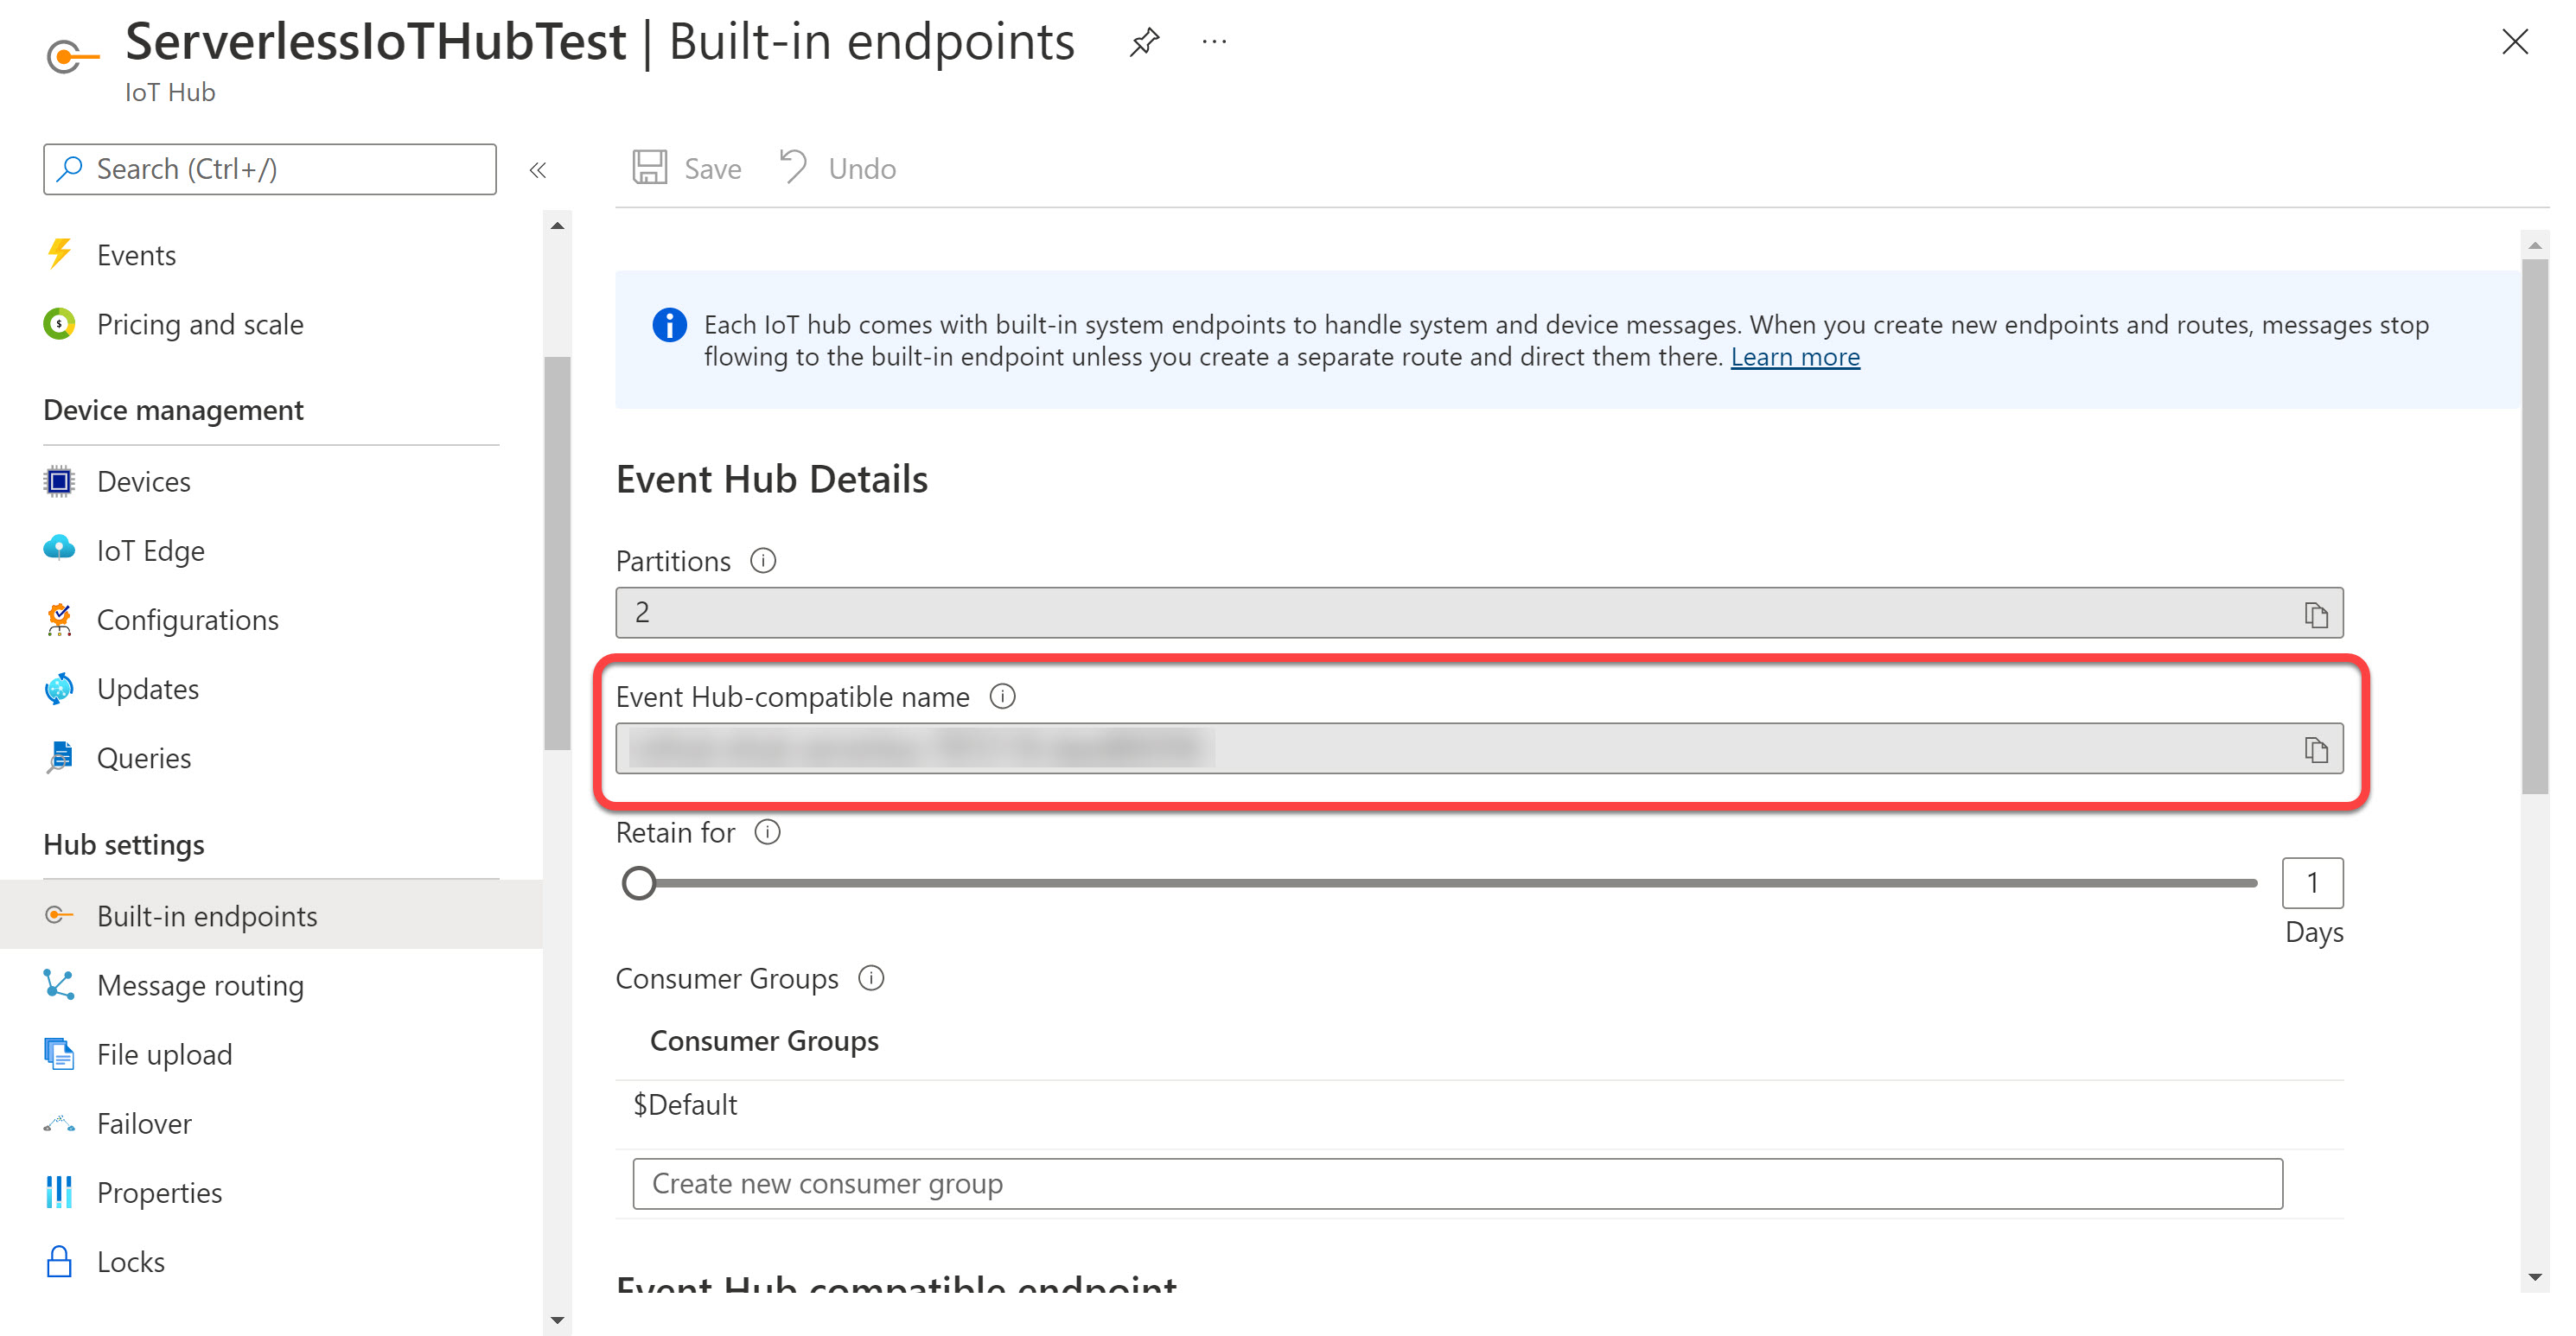 ServerlessIoTHubTest | Built-in endpoints
IoT Hub
Search (Ctrl+/)
Events
Pricing and scale
Device management
Devices
IoT Edge
Configurations
Updates
Queries
Hub settings
Built-in endpoints
Message routing
File upload
Failover
Properties
Locks
Save
Undo
Each IoT hub comes with built-in system endpoints to handle system and device messages. When you create new endpoints and routes, messages stop
flowing to the built-in endpoint unless you create a separate route and direct them there. Learn more
Event Hub Details
Partitions
2
Event Hub-compatible name
Retain for
1
Days
Consumer Groups
Consumer Groups
$Default
Create new consumer group
Event Hub compatible endpoint